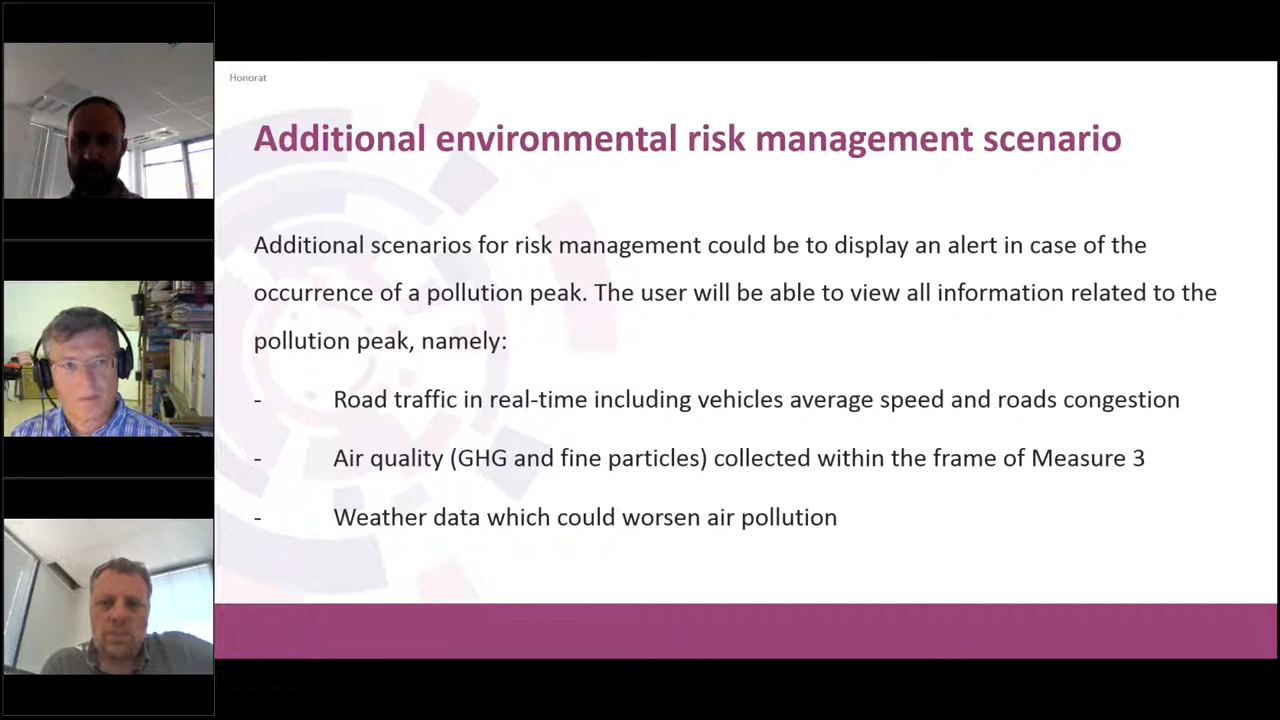 Honorat
Additional environmental risk management scenario
Additional scenarios for risk management could be to display an alert in case of the
occurrence of a pollution peak. The user will be able to view all information related to the
pollution peak, namely:
- Road traffic in real-time including vehicles average speed and roads congestion
- Air quality (GHG and fine particles) collected within the frame of Measure 3
- Weather data which could worsen air pollution